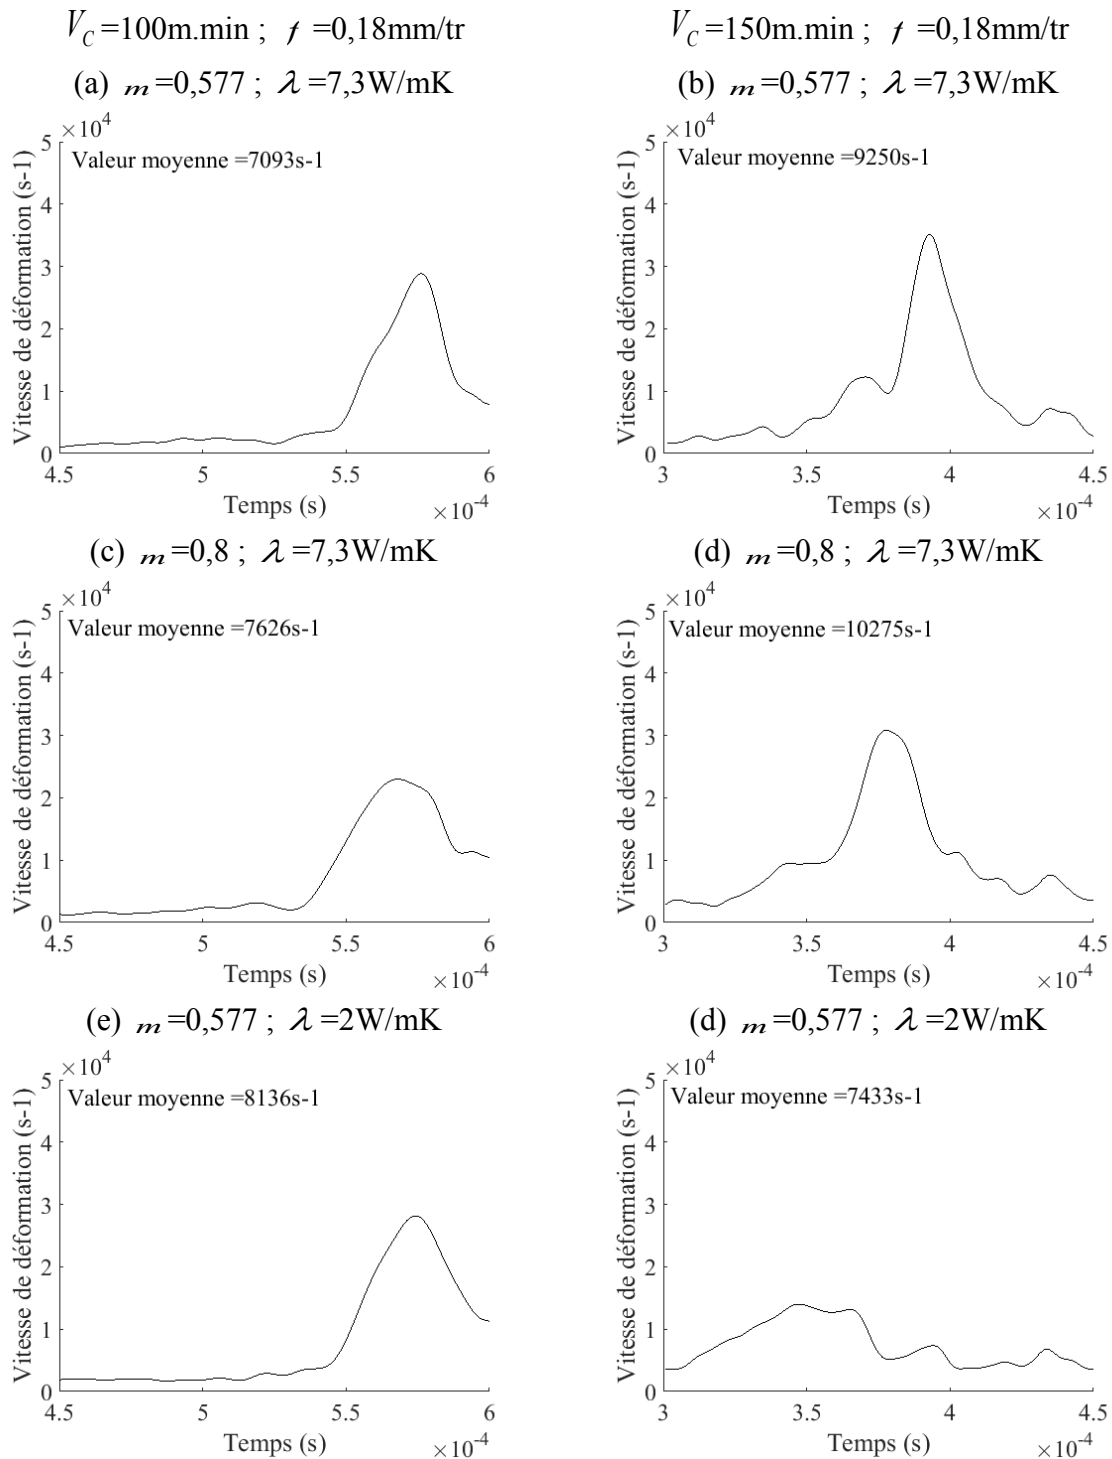 V_C =100m.min ; f =0,18mm/tr
V_C =150m.min ; f =0,18mm/tr
(a) m =0,577 ; λ =7,3W/mK
(b) m =0,577 ; λ =7,3W/mK
×10^4
Valeur moyenne =7093s-1
Vitesse de déformation (s-1)
5
4
3
2
1
0
4.5 5 5.5 6
Temps (s)
×10^-4
×10^4
Valeur moyenne =9250s-1
Vitesse de déformation (s-1)
5
4
3
2
1
0
3 3.5 4 4.5
Temps (s)
×10^-4
(c) m =0,8 ; λ =7,3W/mK
(d) m =0,8 ; λ =7,3W/mK
×10^4
Valeur moyenne =7626s-1
Vitesse de déformation (s-1)
5
4
3
2
1
0
4.5 5 5.5 6
Temps (s)
×10^-4
×10^4
Valeur moyenne =10275s-1
Vitesse de déformation (s-1)
5
4
3
2
1
0
3 3.5 4 4.5
Temps (s)
×10^-4
(e) m =0,577 ; λ =2W/mK
(d) m =0,577 ; λ =2W/mK
×10^4
Valeur moyenne =8136s-1
Vitesse de déformation (s-1)
5
4
3
2
1
0
4.5 5 5.5 6
Temps (s)
×10^-4
×10^4
Valeur moyenne =7433s-1
Vitesse de déformation (s-1)
5
4
3
2
1
0
3 3.5 4 4.5
Temps (s)
×10^-4